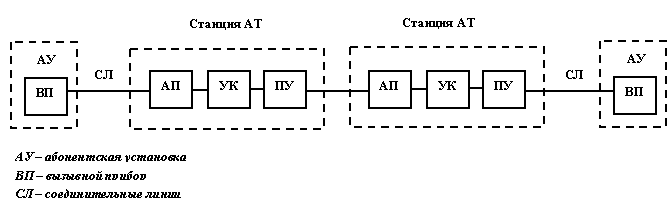 Станция АТ
Станция АТ
АУ
ВП
СЛ
АП
УК
ПУ
АП
УК
ПУ
СЛ
АУ
ВП
АУ – абонентская установка
ВП – вызывной прибор
СЛ – соединительные линии